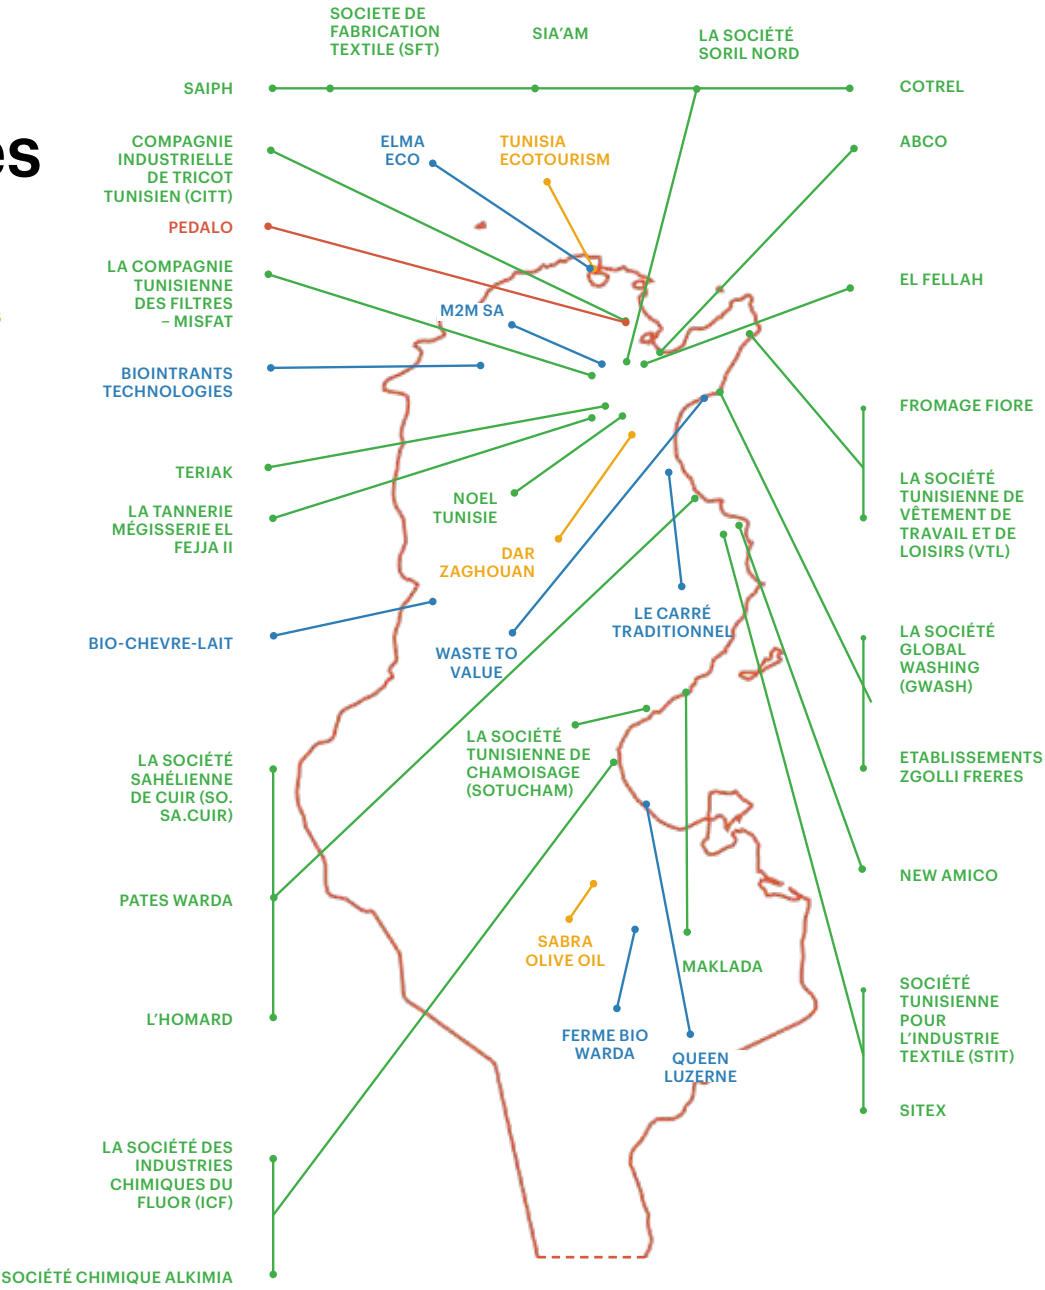 SOCIETE DE
FABRICATION
TEXTILE (SFT)
SIA'AM
LA SOCIÉTÉ
SORIL NORD
SAIPH
COTREL
es
COMPAGNIE
INDUSTRIELLE
DE TRICOT
TUNISIEN (CITT)
ELMA
ECO
TUNISIA
ECOTOURISM
ABCO
PEDALO
LA COMPAGNIE
TUNISIENNE
DES FILTRES
– MISFAT
EL FELLAH
M2M SA
BIOINTRANTS
TECHNOLOGIES
FROMAGE FIORE
TERIAK
LA SOCIÉTÉ
TUNISIENNE DE
VÊTEMENT DE
TRAVAIL ET DE
LOISIRS (VTL)
NOEL
TUNISIE
LA TANNERIE
MÉGISSERIE EL
FEJJA II
DAR
ZAGHOUAN
LE CARRÉ
TRADITIONNEL
BIO-CHEVRE-LAIT
WASTE TO
VALUE
LA SOCIÉTÉ
GLOBAL
WASHING
(GWASH)
LA SOCIÉTÉ
TUNISIENNE DE
CHAMOISAGE
(SOTUCHAM)
LA SOCIÉTÉ
SAHÉLIENNE
DE CUIR (SO.
SA.CUIR)
ETABLISSEMENTS
ZGOLLI FRERES
NEW AMICO
PATES WARDA
SABRA
OLIVE OIL
MAKLADA
L'HOMARD
FERME BIO
WARDA
QUEEN
LUZERNE
SOCIÉTÉ
TUNISIENNE
POUR
L'INDUSTRIE
TEXTILE (STIT)
SITEX
LA SOCIÉTÉ DES
INDUSTRIES
CHIMIQUES DU
FLUOR (ICF)
SOCIÉTÉ CHIMIQUE ALKIMIA